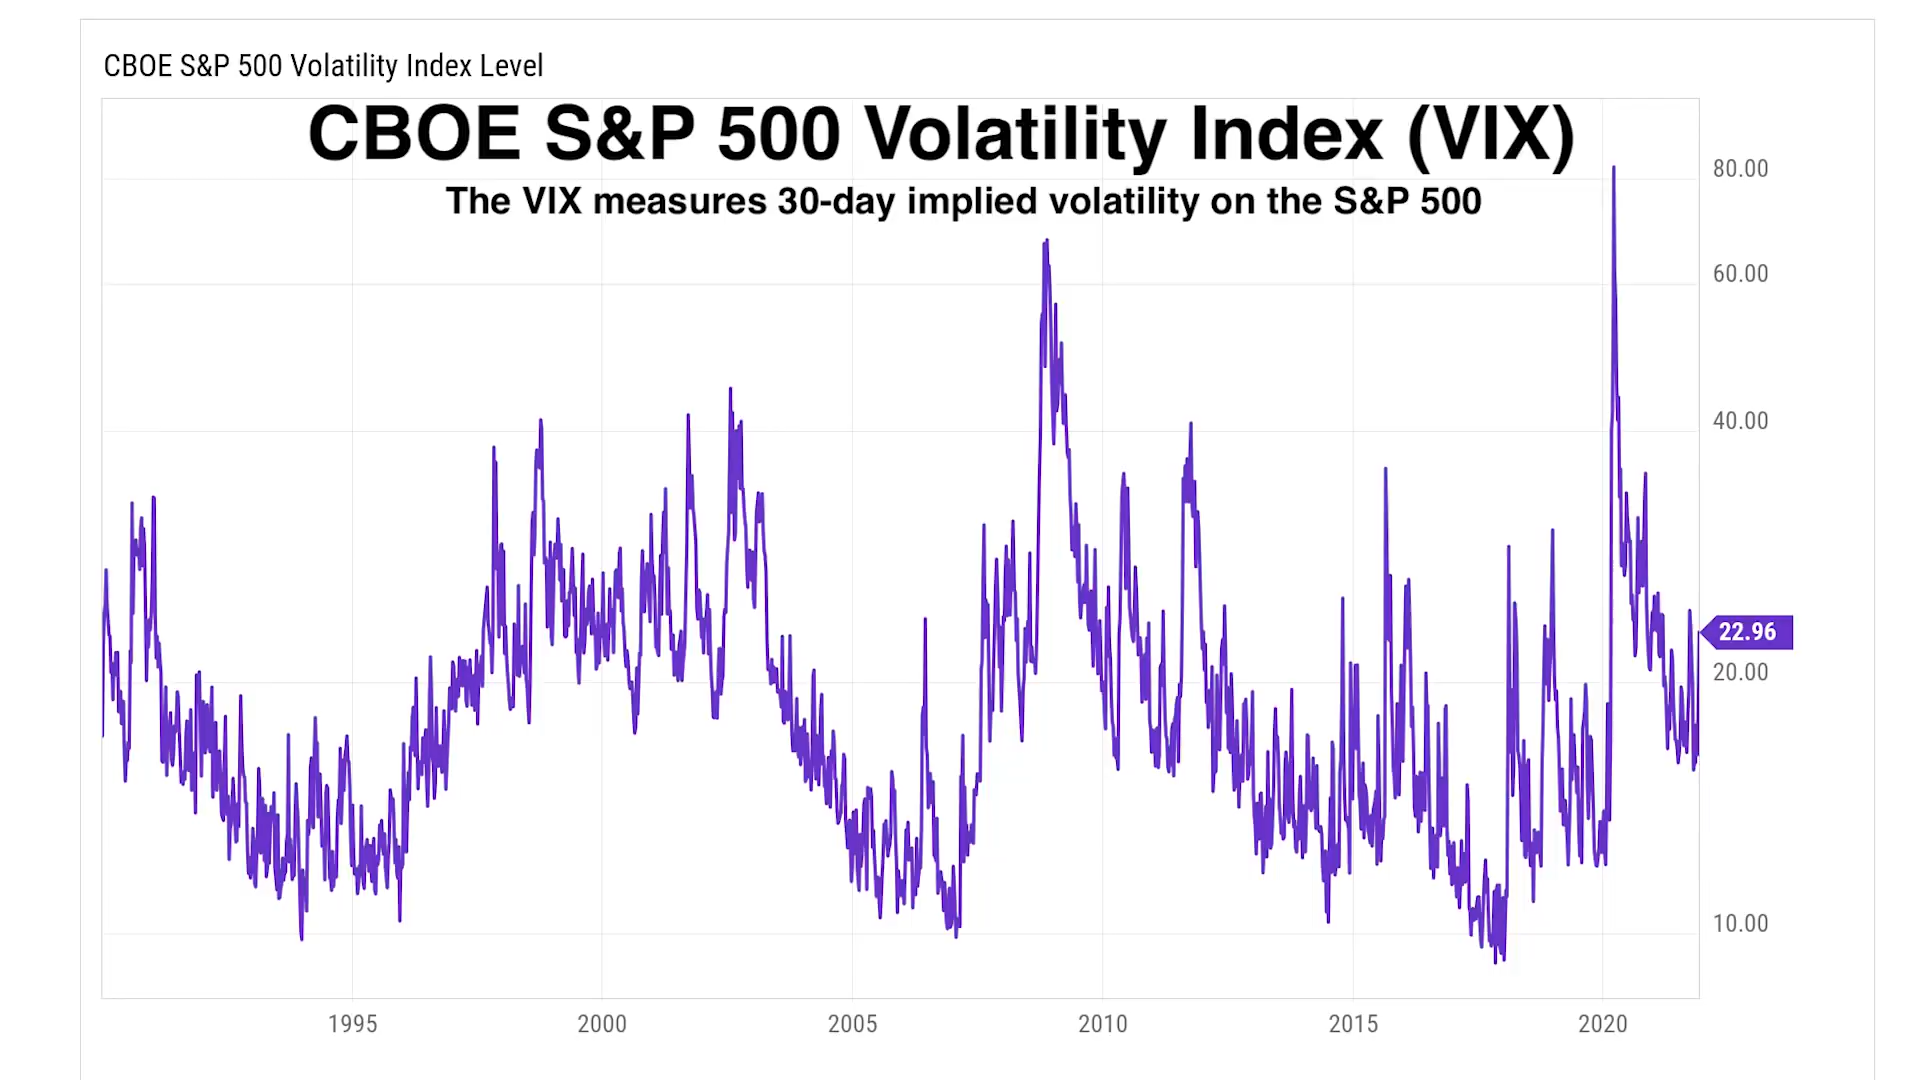 CBOE S&P 500 Volatility Index Level
CBOE S&P 500 Volatility Index (VIX)
The VIX measures 30-day implied volatility on the S&P 500
80.00
60.00
40.00
22.96
20.00
10.00
1995 2000 2005 2010 2015 2020